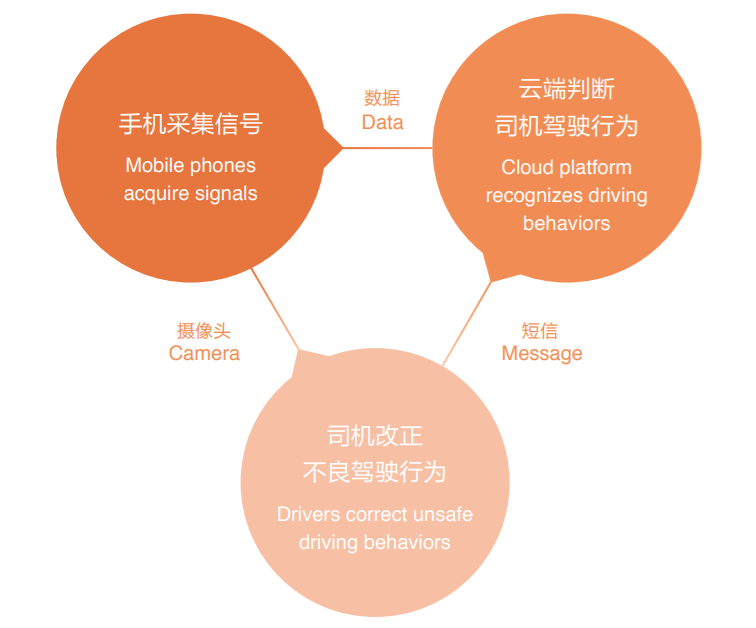 手机采集信号
Mobile phones
acquire signals
数据
Data
云端判断
司机驾驶行为
Cloud platform
recognizes driving
behaviors
摄像头
Camera
短信
Message
司机改正
不良驾驶行为
Drivers correct unsafe
driving behaviors